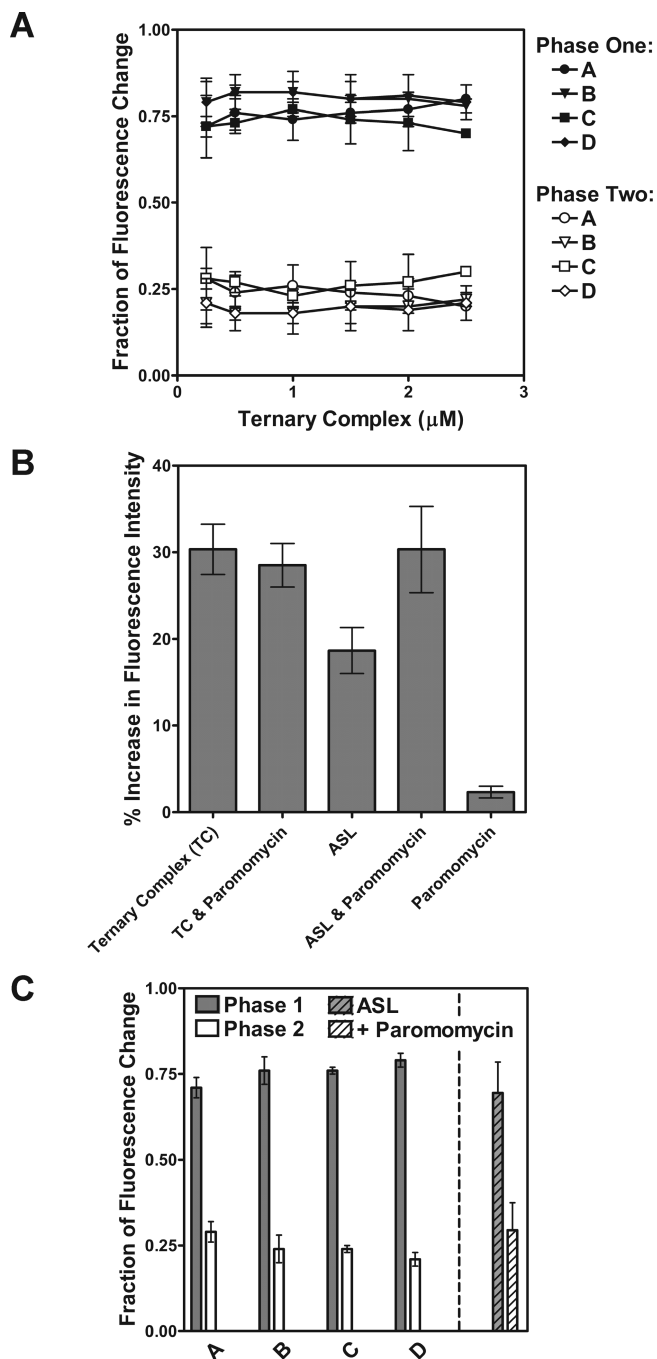 A
Fraction of Fluorescence Change
1.00
0.75
0.50
0.25
0.00
0
1
2
3
Ternary Complex (μM)
Phase One:
A
B
C
D
Phase Two:
A
B
C
D
B
% Increase in Fluorescence Intensity
40
30
20
10
0
Ternary Complex (TC)
TC & Paromomycin
ASL
ASL & Paromomycin
Paromomycin
C
Fraction of Fluorescence Change
1.00
0.75
0.50
0.25
0.00
Phase 1
Phase 2
ASL
+ Paromomycin
A
B
C
D